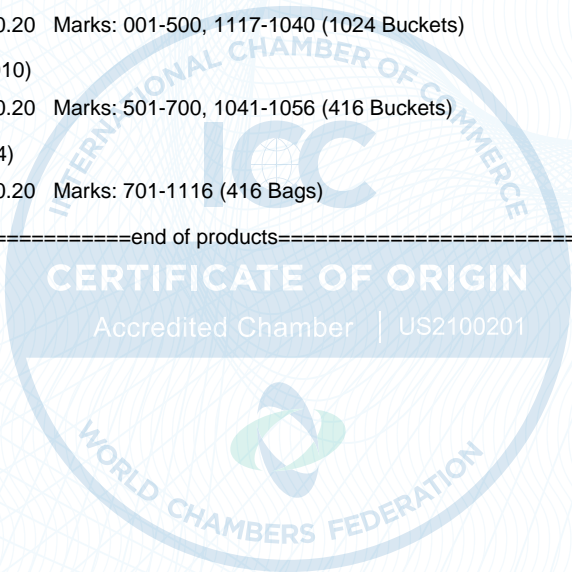 0.20 Marks: 001-500, 1117-1040 (1024 Buckets)
10)
0.20 Marks: 501-700, 1041-1056 (416 Buckets)
4)
0.20 Marks: 701-1116 (416 Bags)
===========end of products========================
INTERNATIONAL CHAMBER OF COMMERCE
ICC
CERTIFICATE OF ORIGIN
Accredited Chamber | US2100201
WORLD CHAMBERS FEDERATION